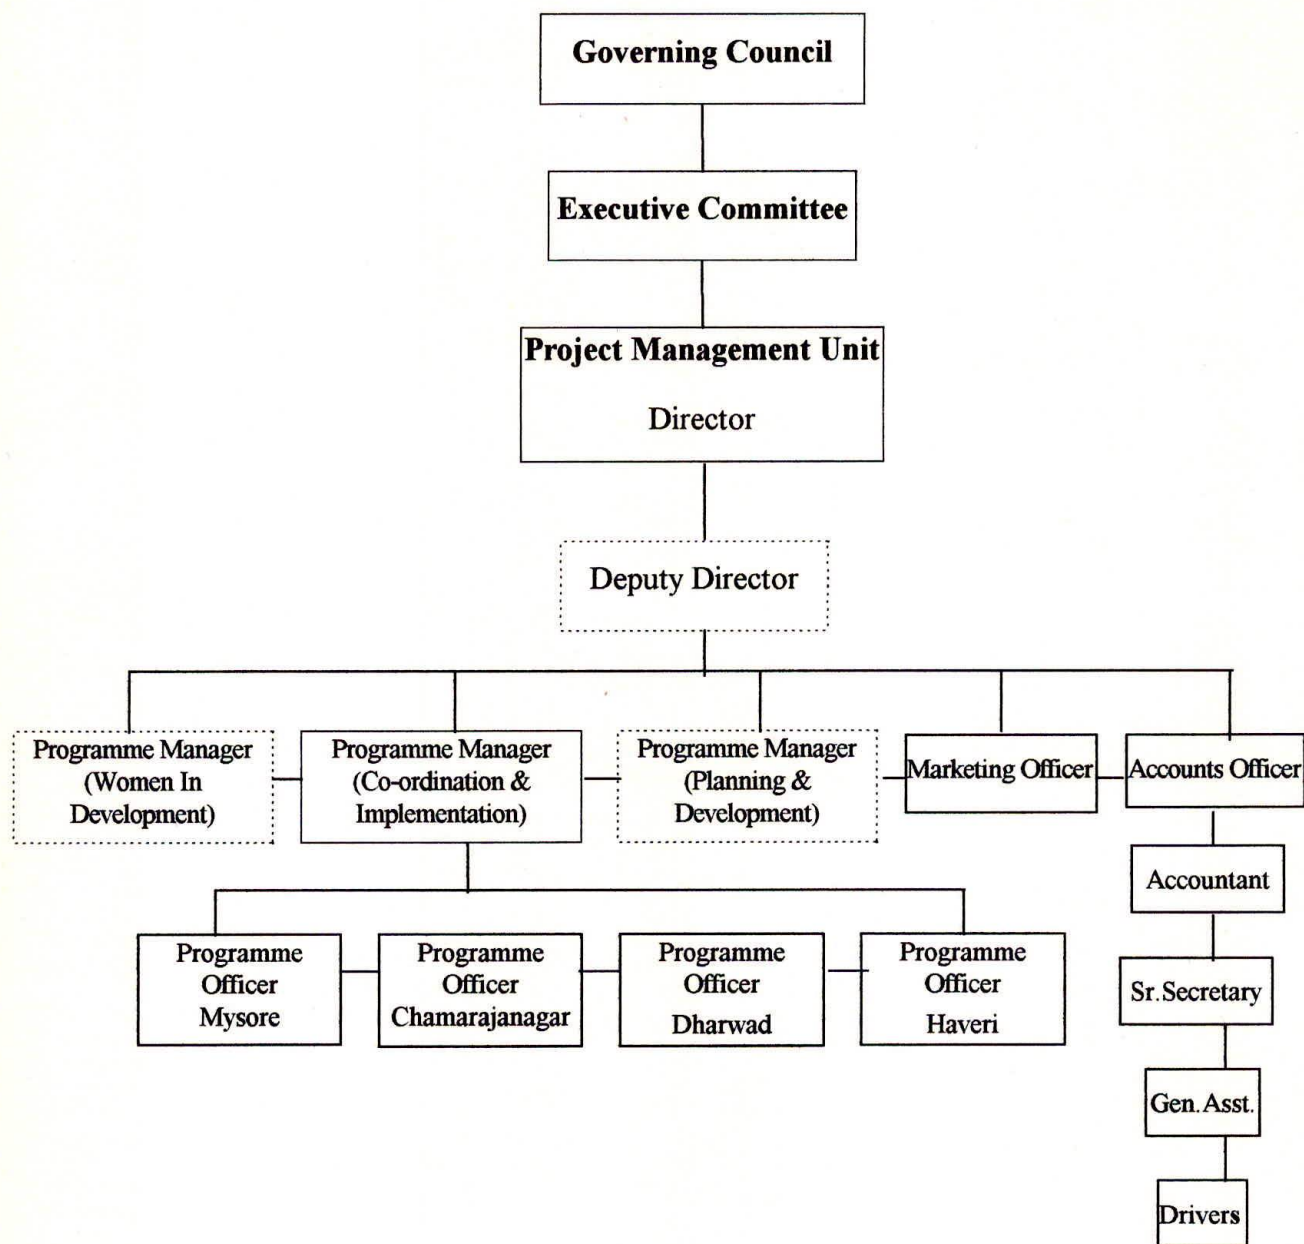 Governing Council
Executive Committee
Project Management Unit
Director
Deputy Director
Programme Manager
(Women In
Development)
Programme Manager
(Co-ordination &
Implementation)
Programme Manager
(Planning &
Development)
Marketing Officer
Accounts Officer
Accountant
Programme
Officer
Mysore
Programme
Officer
Chamarajanagar
Programme
Officer
Dharwad
Programme
Officer
Haveri
Sr. Secretary
Gen. Asst.
Drivers